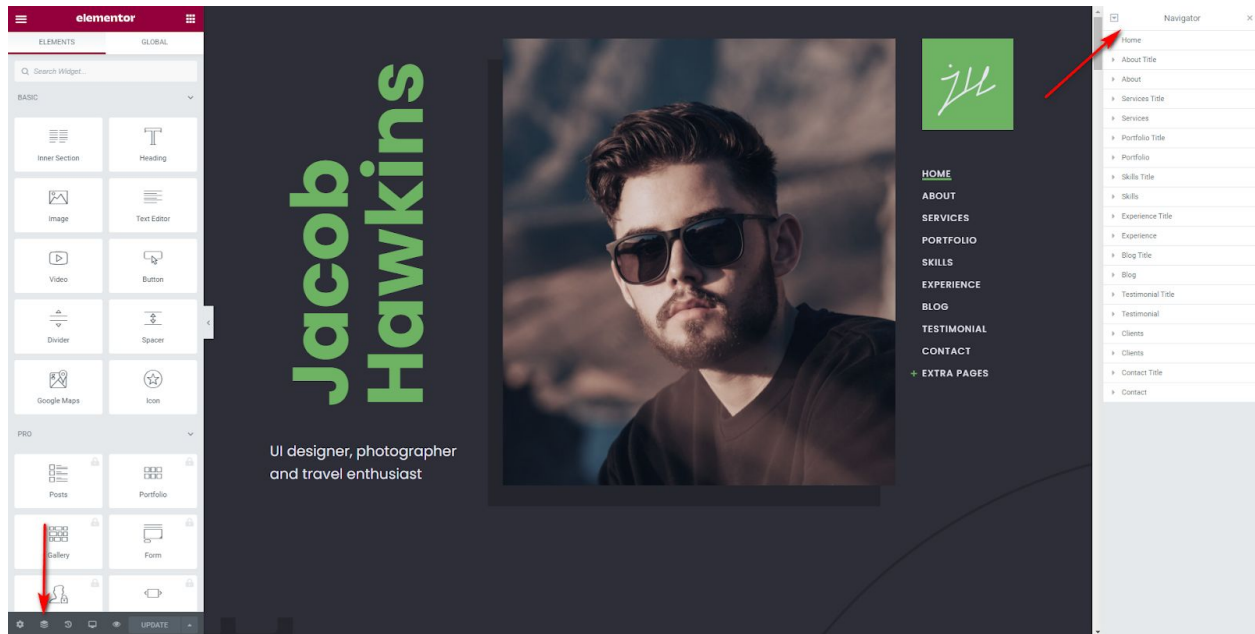 elementor
ELEMENTS
GLOBAL
Search Widget...
BASIC
Inner Section
Heading
Image
Text Editor
Video
Button
Divider
Spacer
Google Maps
Icon
PRO
Posts
Portfolio
Gallery
Form
UPDATE
Jacob
Hawkins
UI designer, photographer
and travel enthusiast
HOME
ABOUT
SERVICES
PORTFOLIO
SKILLS
EXPERIENCE
BLOG
TESTIMONIAL
CONTACT
+ EXTRA PAGES
Navigator
Home
About Title
About
Services Title
Services
Portfolio Title
Portfolio
Skills Title
Skills
Experience Title
Experience
Blog Title
Blog
Testimonial Title
Testimonial
Clients
Clients
Contact Title
Contact